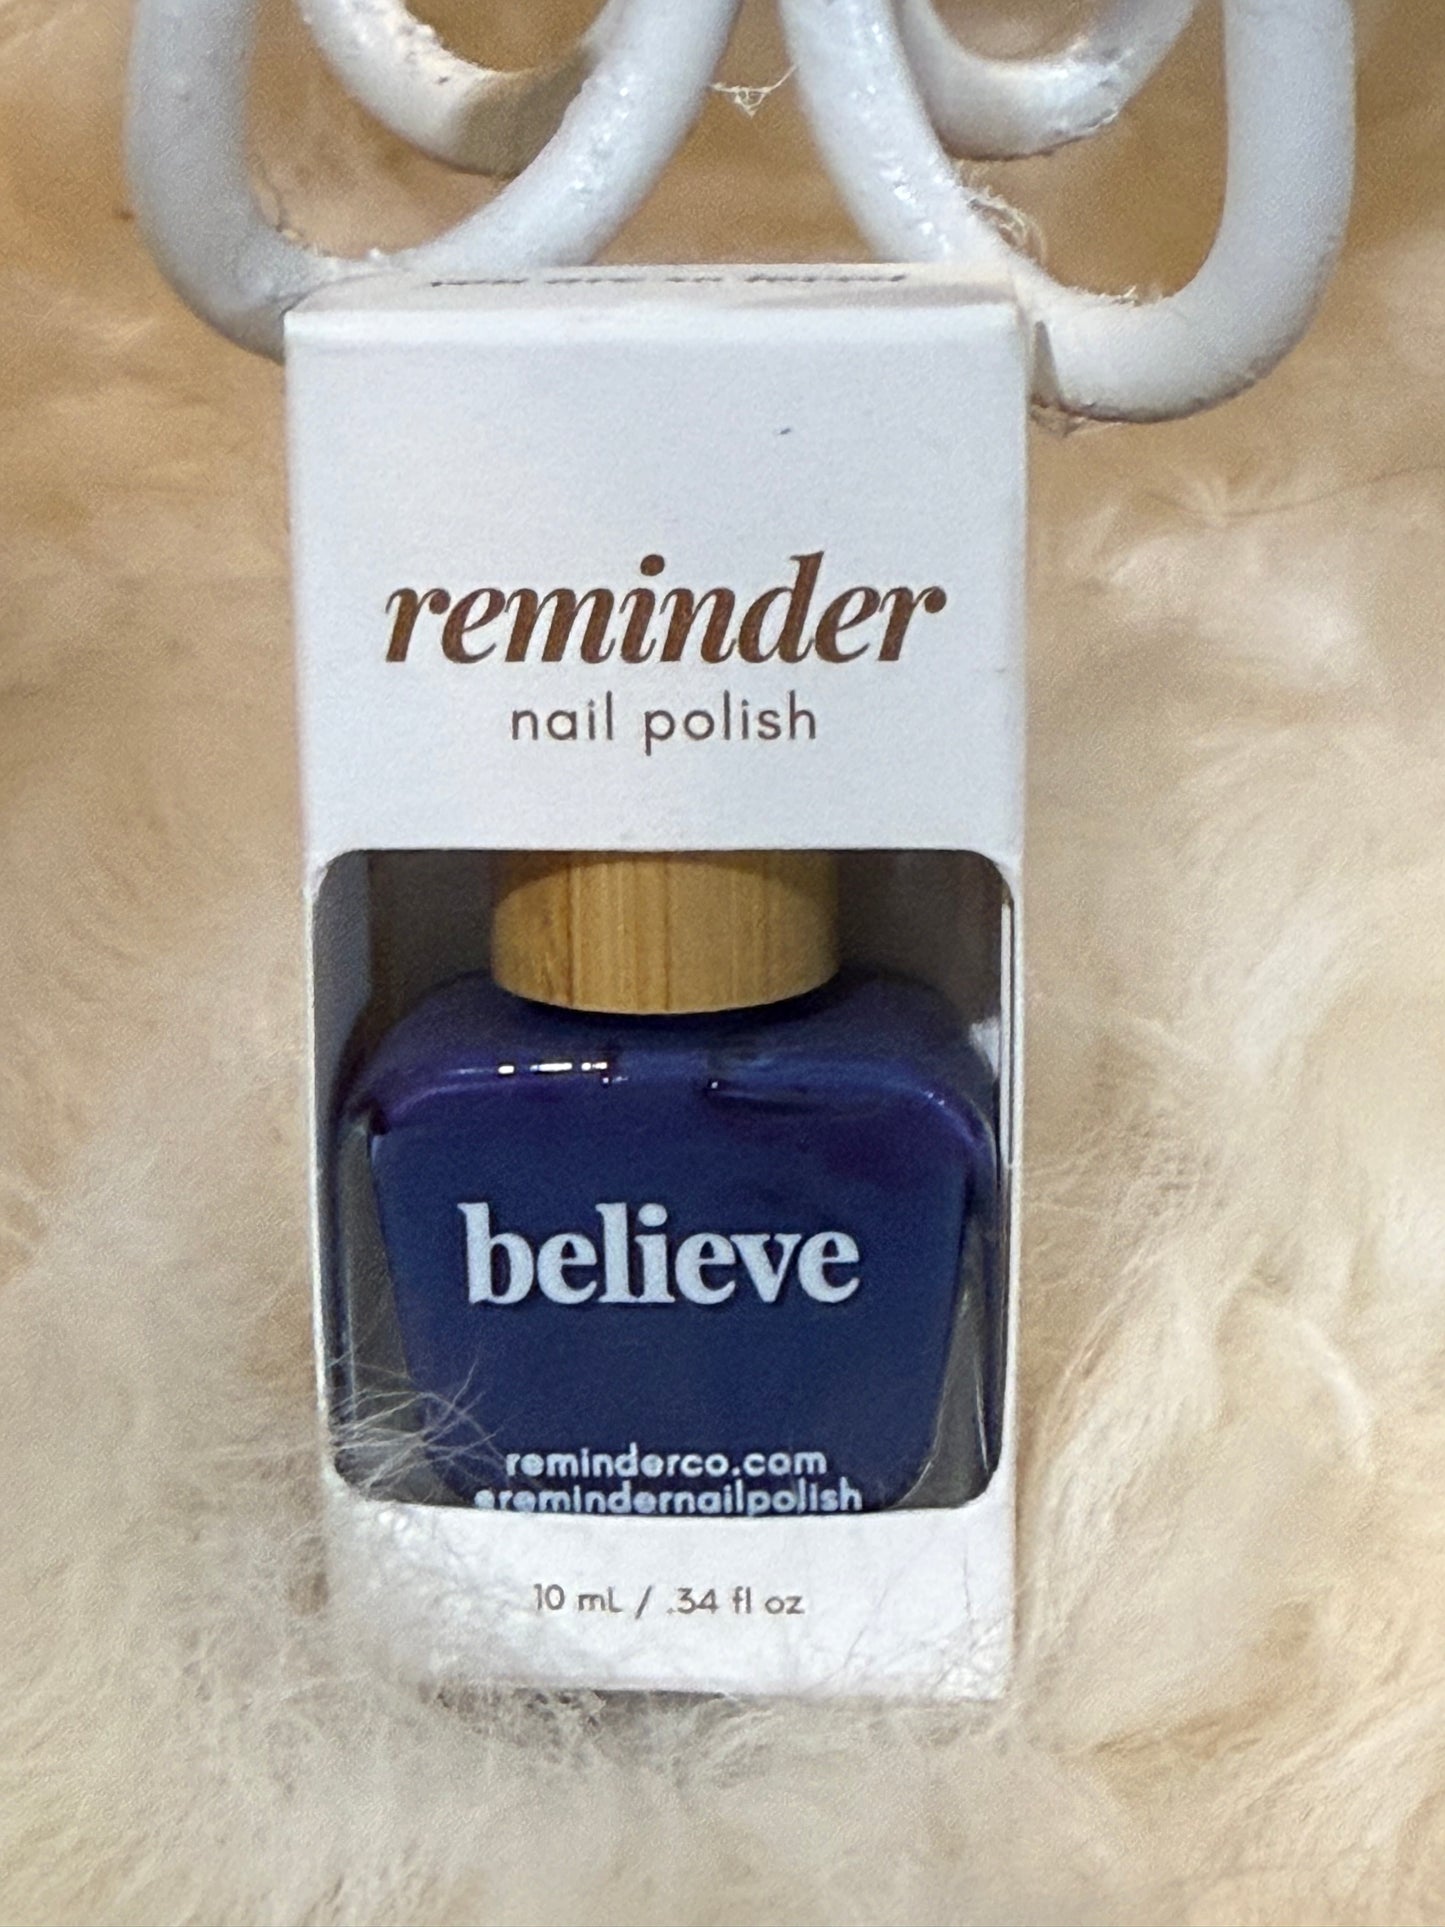 reminder
nail polish
believe
reminderco.com
@remindernailpolish
10 mL / .34 fl oz